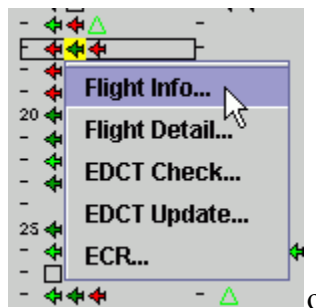 Flight Info...
20
Flight Detail...
EDCT Check...
EDCT Update...
25
ECR...